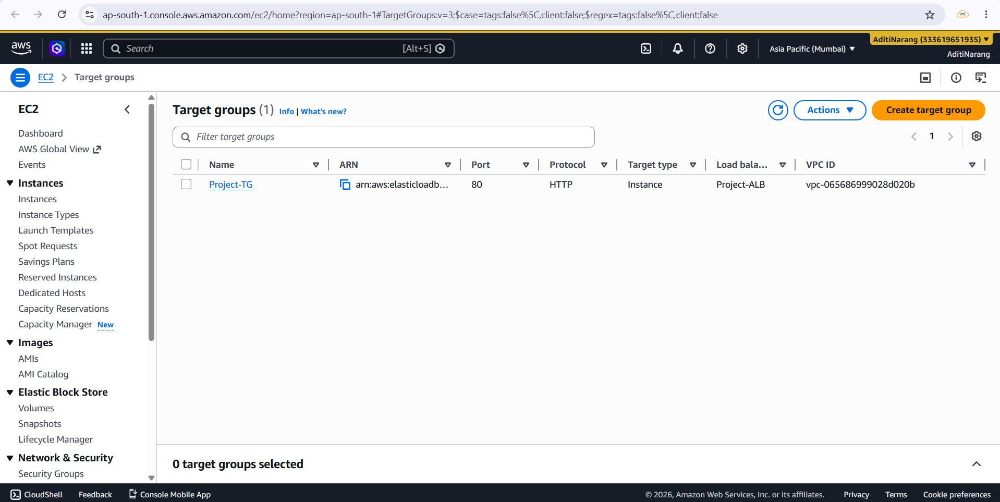 ap-south-1.console.aws.amazon.com/ec2/home?region=ap-south-1#TargetGroups:v=3;$case=tags:false%5C,client:false;$regex=tags:false%5C,client:false
aws
Search [Alt+S]
Asia Pacific (Mumbai)
AditiNarang (333619651935)
AditiNarang
EC2 Target groups
EC2
Dashboard
AWS Global View
Events
Instances
Instances
Instance Types
Launch Templates
Spot Requests
Savings Plans
Reserved Instances
Dedicated Hosts
Capacity Reservations
Capacity Manager New
Images
AMIs
AMI Catalog
Elastic Block Store
Volumes
Snapshots
Lifecycle Manager
Network & Security
Security Groups
Target groups (1) Info | What's new?
Actions
Create target group
Filter target groups
1
Name ARN Port Protocol Target type Load bala... VPC ID
Project-TG arn:aws:elasticloadb... 80 HTTP Instance Project-ALB vpc-065686999028d020b
0 target groups selected
CloudShell Feedback Console Mobile App © 2026, Amazon Web Services, Inc. or its affiliates. Privacy Terms Cookie preferences